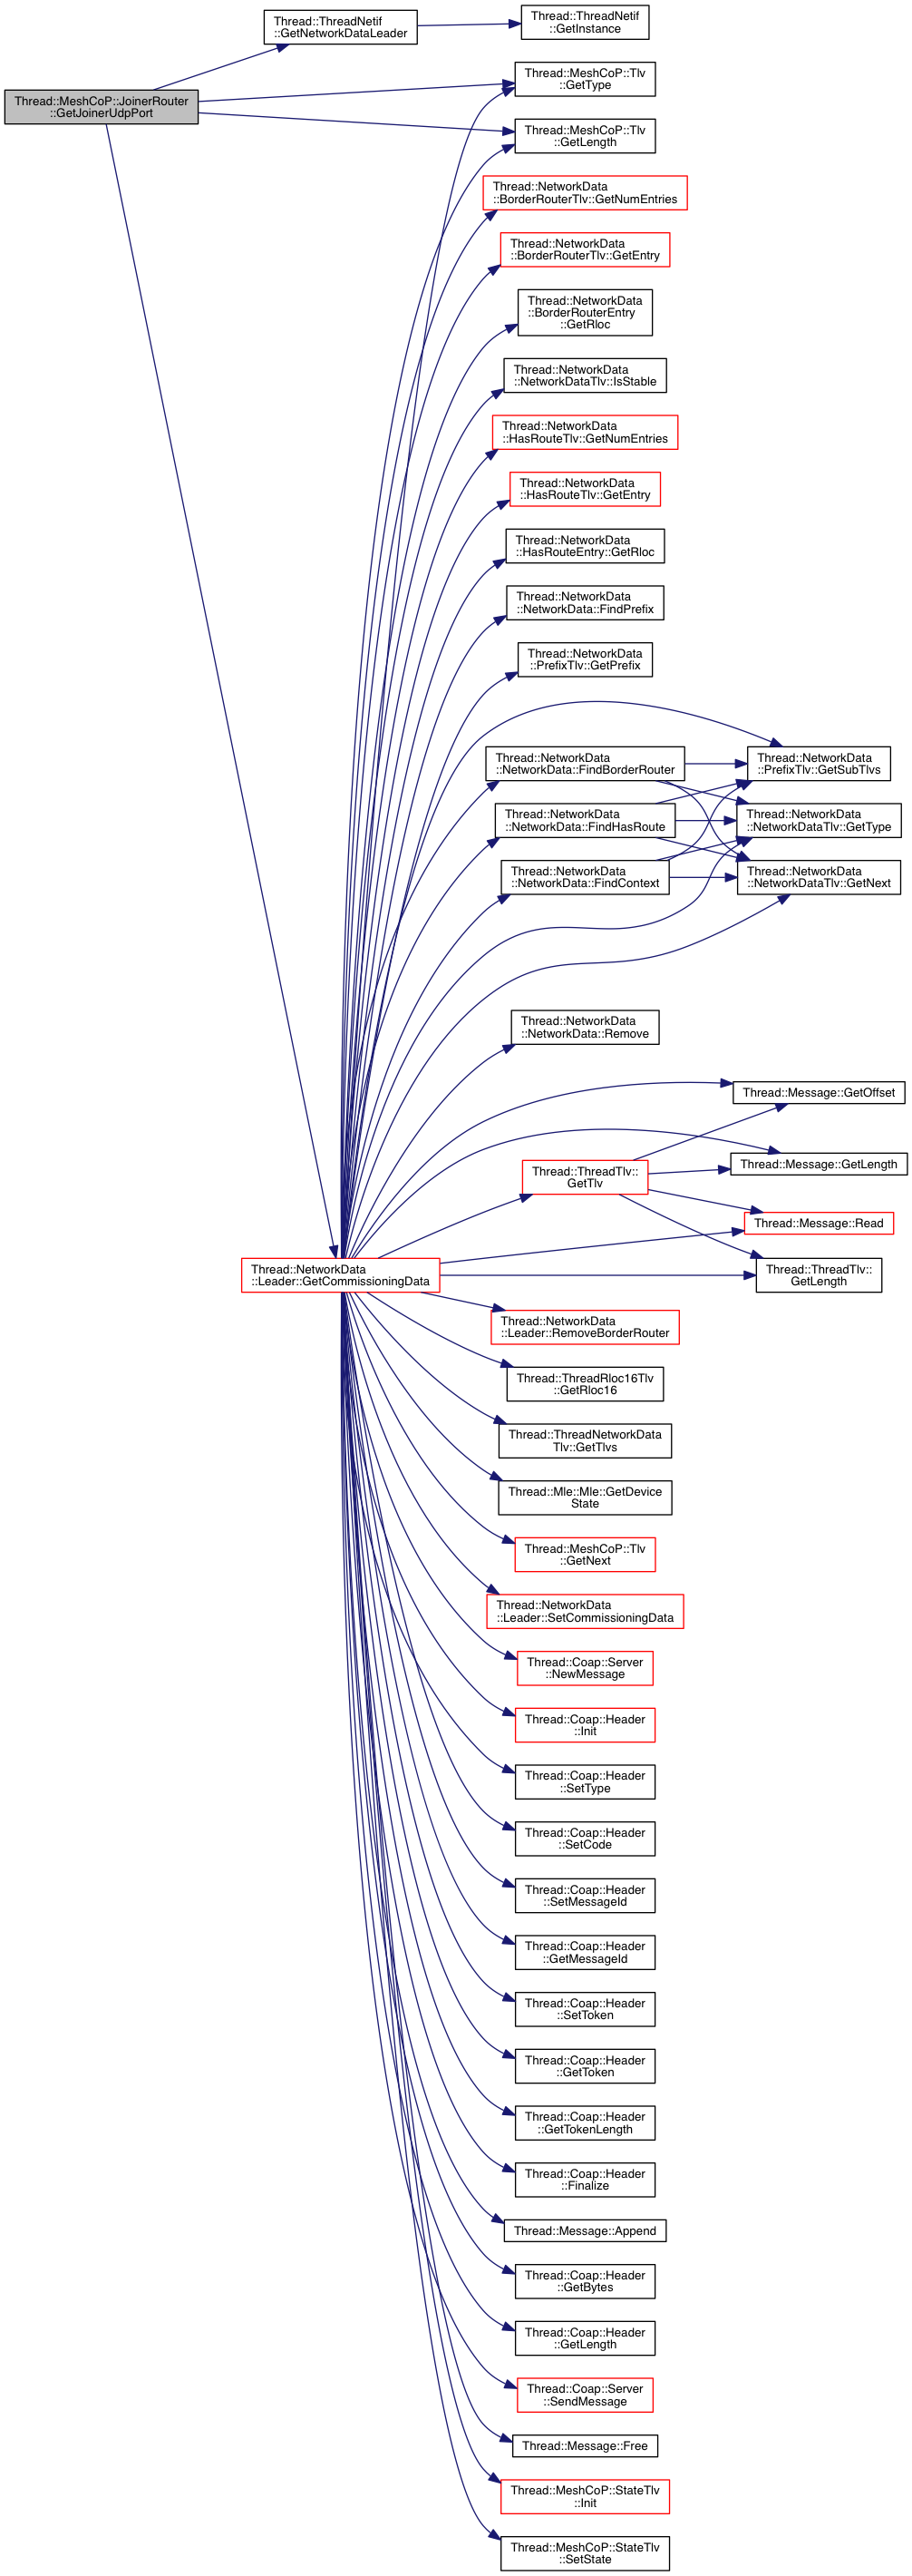 Thread::ThreadNetif
::GetNetworkDataLeader
Thread::ThreadNetif
::GetInstance
Thread::MeshCoP::JoinerRouter
::GetJoinerUdpPort
Thread::MeshCoP::Tlv
::GetType
Thread::MeshCoP::Tlv
::GetLength
Thread::NetworkData
::BorderRouterTlv::GetNumEntries
Thread::NetworkData
::BorderRouterTlv::GetEntry
Thread::NetworkData
::BorderRouterEntry
::GetRloc
Thread::NetworkData
::NetworkDataTlv::IsStable
Thread::NetworkData
::HasRouteTlv::GetNumEntries
Thread::NetworkData
::HasRouteTlv::GetEntry
Thread::NetworkData
::HasRouteEntry::GetRloc
Thread::NetworkData
::NetworkData::FindPrefix
Thread::NetworkData
::PrefixTlv::GetPrefix
Thread::NetworkData
::NetworkData::FindBorderRouter
Thread::NetworkData
::PrefixTlv::GetSubTlvs
Thread::NetworkData
::NetworkData::FindHasRoute
Thread::NetworkData
::NetworkDataTlv::GetType
Thread::NetworkData
::NetworkData::FindContext
Thread::NetworkData
::NetworkDataTlv::GetNext
Thread::NetworkData
::NetworkData::Remove
Thread::Message::GetOffset
Thread::Message::GetLength
Thread::ThreadTlv::
GetTlv
Thread::Message::Read
Thread::NetworkData
::Leader::GetCommissioningData
Thread::ThreadTlv::
GetLength
Thread::NetworkData
::Leader::RemoveBorderRouter
Thread::ThreadRloc16Tlv
::GetRloc16
Thread::ThreadNetworkData
Tlv::GetTlvs
Thread::Mle::Mle::GetDevice
State
Thread::MeshCoP::Tlv
::GetNext
Thread::NetworkData
::Leader::SetCommissioningData
Thread::Coap::Server
::NewMessage
Thread::Coap::Header
::Init
Thread::Coap::Header
::SetType
Thread::Coap::Header
::SetCode
Thread::Coap::Header
::SetMessageId
Thread::Coap::Header
::GetMessageId
Thread::Coap::Header
::SetToken
Thread::Coap::Header
::GetToken
Thread::Coap::Header
::GetTokenLength
Thread::Coap::Header
::Finalize
Thread::Message::Append
Thread::Coap::Header
::GetBytes
Thread::Coap::Header
::GetLength
Thread::Coap::Server
::SendMessage
Thread::Message::Free
Thread::MeshCoP::StateTlv
::Init
Thread::MeshCoP::StateTlv
::SetState